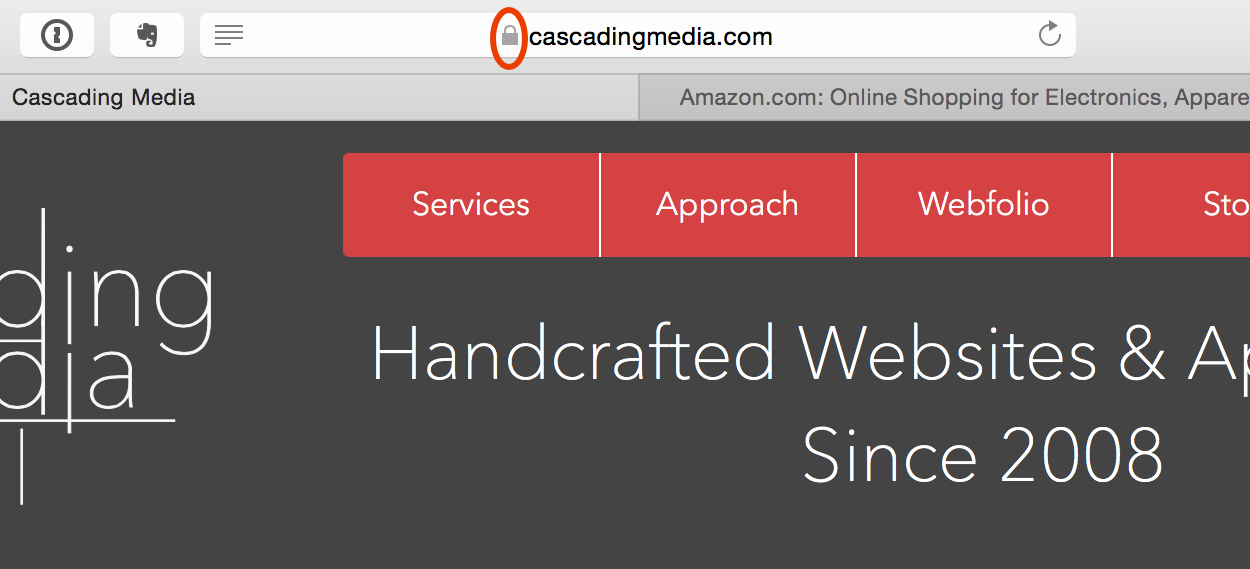 cascadingmedia.com
Cascading Media
Amazon.com: Online Shopping for Electronics, Appare
Services
Approach
Webfolio
Sto
ding
dia
Handcrafted Websites & Ap
Since 2008